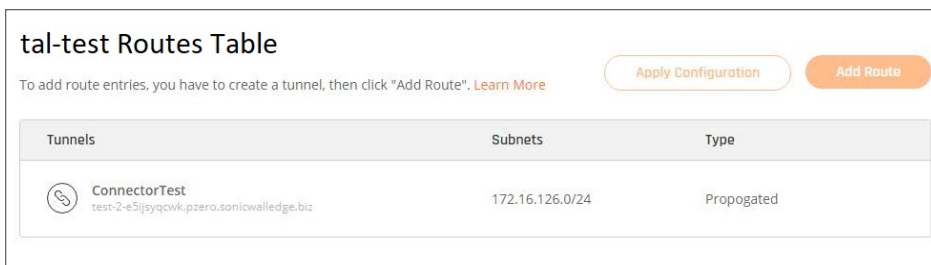 tal-test Routes Table
To add route entries, you have to create a tunnel, then click "Add Route". Learn More
Apply Configuration
Add Route
Tunnels Subnets Type
ConnectorTest
test-2-e5ijsyqcwk.pzero.sonicwalledge.biz
172.16.126.0/24 Propogated